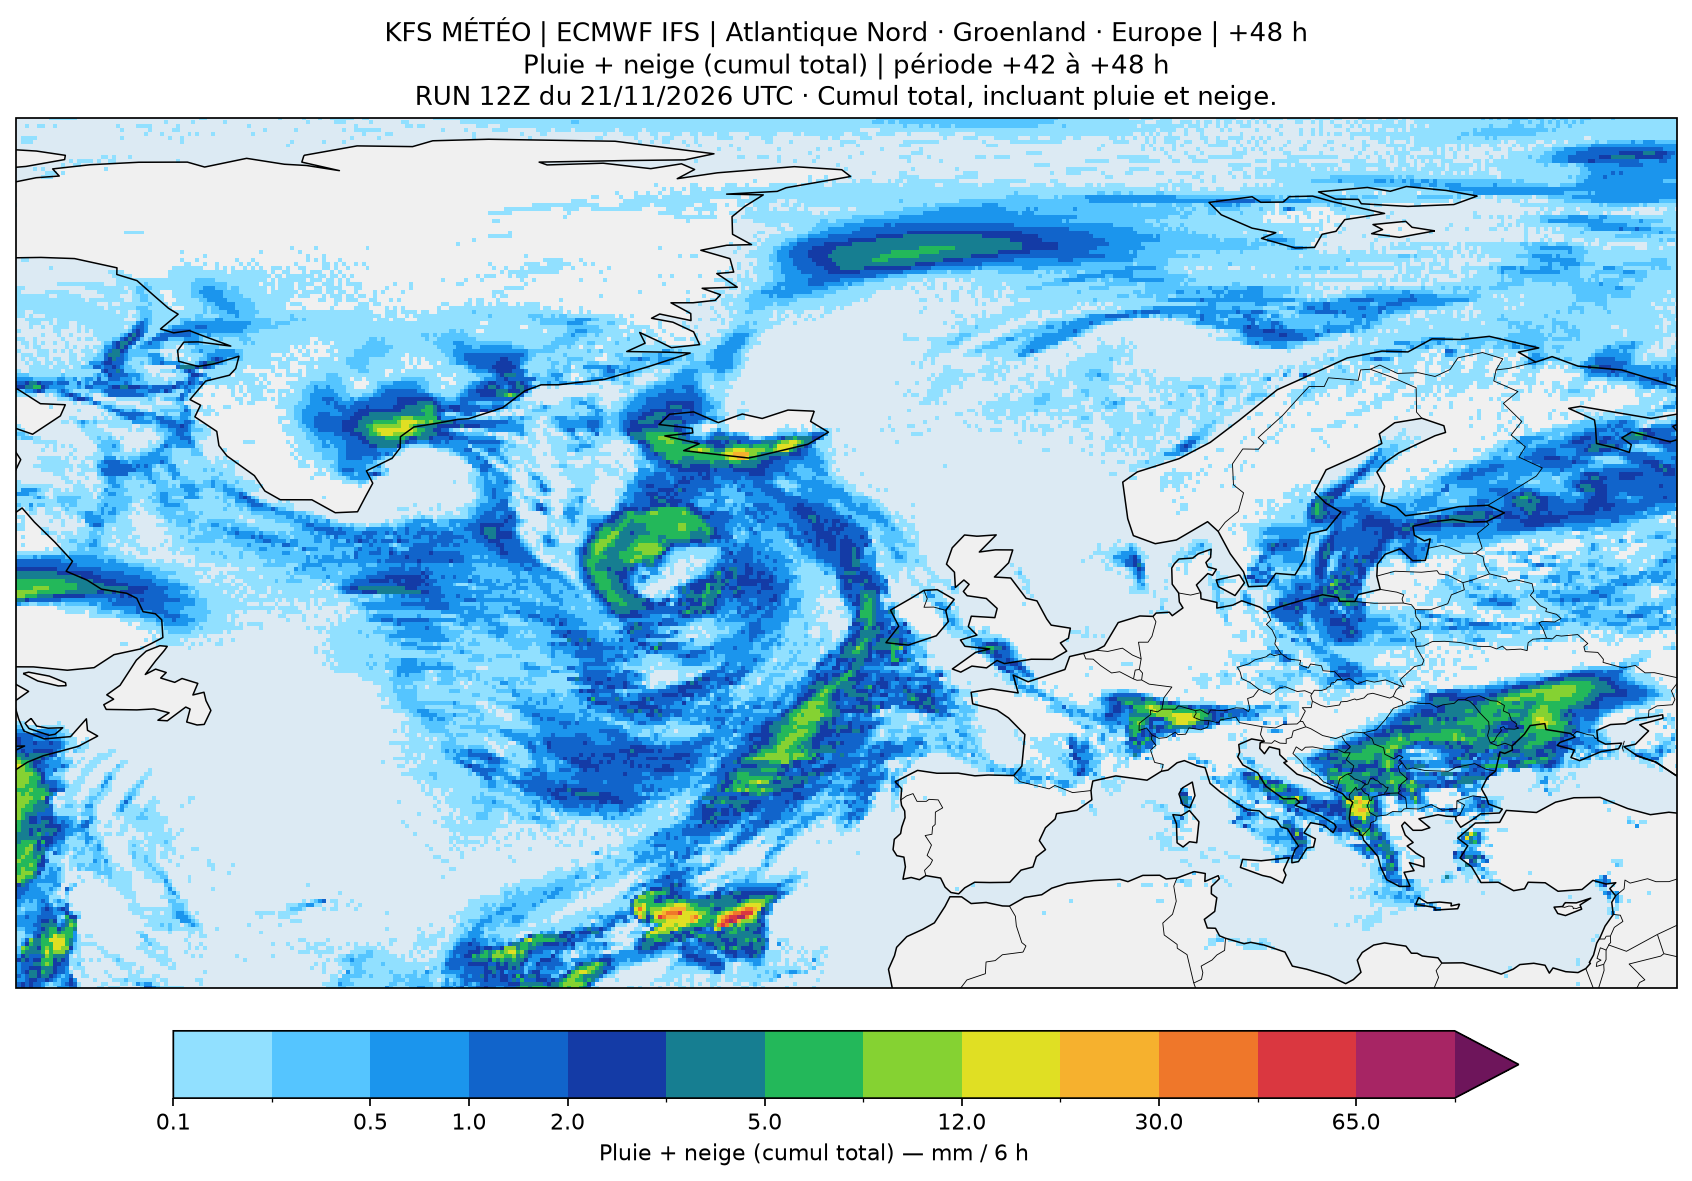 KFS MÉTÉO | ECMWF IFS | Atlantique Nord · Groenland · Europe | +48 h
Pluie + neige (cumul total) | période +42 à +48 h
RUN 12Z du 21/11/2026 UTC · Cumul total, incluant pluie et neige.
0.1 0.5 1.0 2.0 5.0 12.0 30.0 65.0
Pluie + neige (cumul total) — mm / 6 h